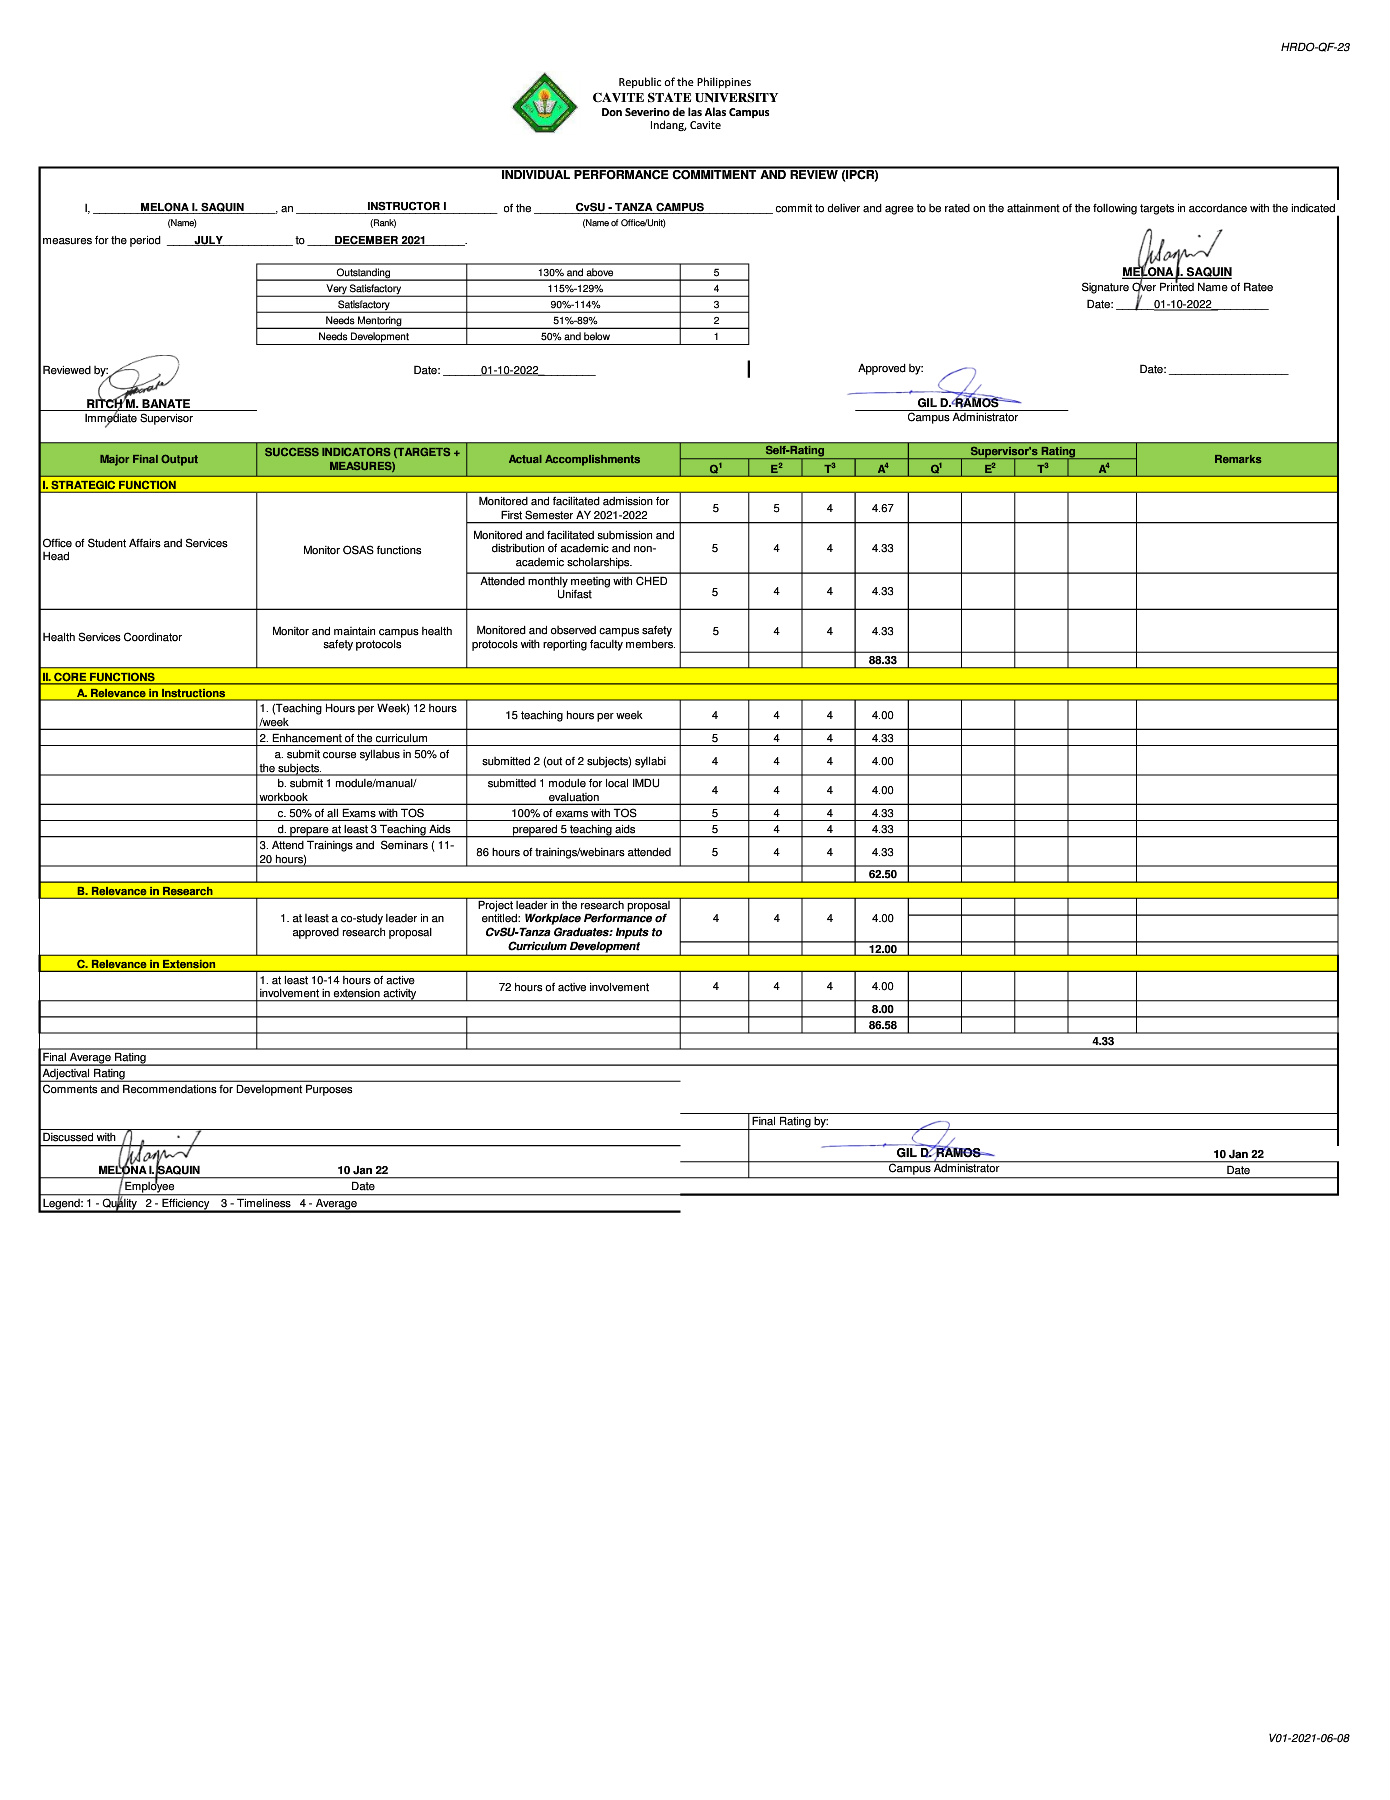 HRDO-QF-23
Republic of the Philippines
CAVITE STATE UNIVERSITY
Don Severino de las Alas Campus
Indang, Cavite
INDIVIDUAL PERFORMANCE COMMITMENT AND REVIEW (IPCR)
I, MELONA I. SAQUIN, an INSTRUCTOR I of the CvSU - TANZA CAMPUS commit to deliver and agree to be rated on the attainment of the following targets in accordance with the indicated
(Name) (Rank) (Name of Office/Unit)
measures for the period JULY to DECEMBER 2021.
Outstanding 130% and above 5
Very Satisfactory 115%-129% 4
Satisfactory 90%-114% 3
Needs Mentoring 51%-89% 2
Needs Development 50% and below 1
MELONA I. SAQUIN
Signature Over Printed Name of Ratee
Date: 01-10-2022
Reviewed by: Date: 01-10-2022 Approved by: Date:
RITCH M. BANATE GIL D. RAMOS
Immediate Supervisor Campus Administrator
Major Final Output SUCCESS INDICATORS (TARGETS + MEASURES) Actual Accomplishments Self-Rating Supervisor's Rating Remarks
Q¹ E² T³ A⁴ Q¹ E² T³ A⁴
I. STRATEGIC FUNCTION
Office of Student Affairs and Services
Head
Monitor OSAS functions
Monitored and facilitated admission for
First Semester AY 2021-2022
5 5 4 4.67
Monitored and facilitated submission and
distribution of academic and non-
academic scholarships.
5 4 4 4.33
Attended monthly meeting with CHED
Unifast
5 4 4 4.33
Health Services Coordinator
Monitor and maintain campus health
safety protocols
Monitored and observed campus safety
protocols with reporting faculty members.
5 4 4 4.33
88.33
II. CORE FUNCTIONS
A. Relevance in Instructions
1. (Teaching Hours per Week) 12 hours
/week
15 teaching hours per week 4 4 4 4.00
2. Enhancement of the curriculum 5 4 4 4.33
a. submit course syllabus in 50% of
the subjects.
submitted 2 (out of 2 subjects) syllabi 4 4 4 4.00
b. submit 1 module/manual/
workbook
submitted 1 module for local IMDU
evaluation
4 4 4 4.00
c. 50% of all Exams with TOS 100% of exams with TOS 5 4 4 4.33
d. prepare at least 3 Teaching Aids prepared 5 teaching aids 5 4 4 4.33
3. Attend Trainings and Seminars ( 11-
20 hours)
86 hours of trainings/webinars attended 5 4 4 4.33
62.50
B. Relevance in Research
1. at least a co-study leader in an
approved research proposal
Project leader in the research proposal
entitled: Workplace Performance of
CvSU-Tanza Graduates: Inputs to
Curriculum Development
4 4 4 4.00
12.00
C. Relevance in Extension
1. at least 10-14 hours of active
involvement in extension activity
72 hours of active involvement 4 4 4 4.00
8.00
86.58
4.33
Final Average Rating
Adjectival Rating
Comments and Recommendations for Development Purposes
Final Rating by:
Discussed with
GIL D. RAMOS 10 Jan 22
Campus Administrator Date
MELONA I. SAQUIN 10 Jan 22
Employee Date
Legend: 1 - Quality 2 - Efficiency 3 - Timeliness 4 - Average
V01-2021-06-08